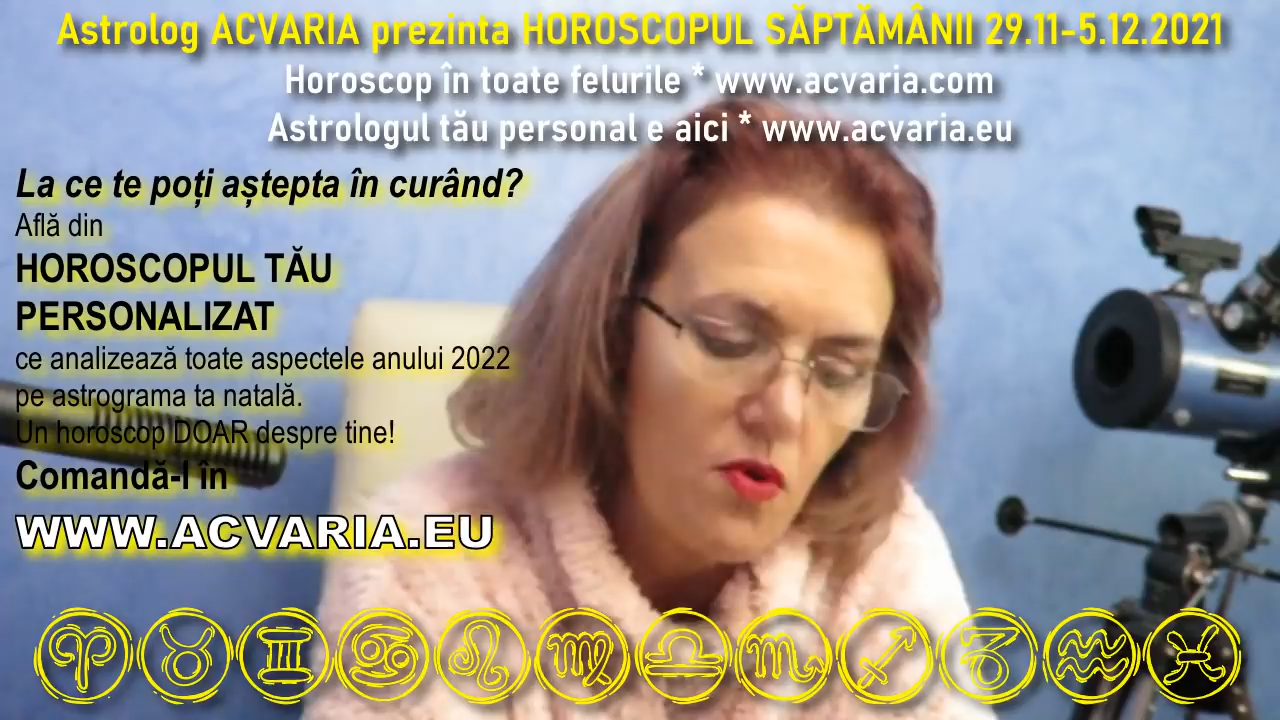 Astrolog ACVARIA prezinta HOROSCOPUL SĂPTĂMÂNII 29.11-5.12.2021
Horoscop în toate felurile * www.acvaria.com
Astrologul tău personal e aici * www.acvaria.eu
La ce te poți aștepta în curând?
Află din
HOROSCOPUL TĂU
PERSONALIZAT
ce analizează toate aspectele anului 2022
pe astrograma ta natală.
Un horoscop DOAR despre tine!
Comandă-l în
WWW.ACVARIA.EU